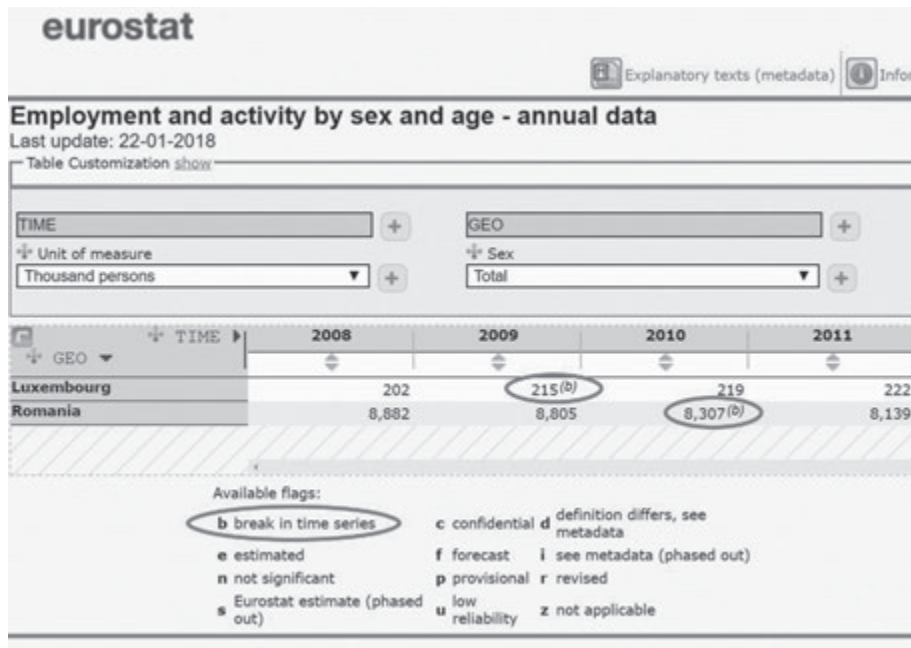 eurostat
Explanatory texts (metadata)
Employment and activity by sex and age - annual data
Last update: 22-01-2018
Table Customization show
TIME + GEO +
Unit of measure Sex
Thousand persons ▼ + Total ▼ +
TIME 2008 2009 2010 2011
GEO
Luxembourg 202 215(b) 219 222
Romania 8,882 8,805 8,307(b) 8,139
Available flags:
b break in time series c confidential d definition differs, see metadata
e estimated f forecast i see metadata (phased out)
n not significant p provisional r revised
s Eurostat estimate (phased out) u low reliability z not applicable